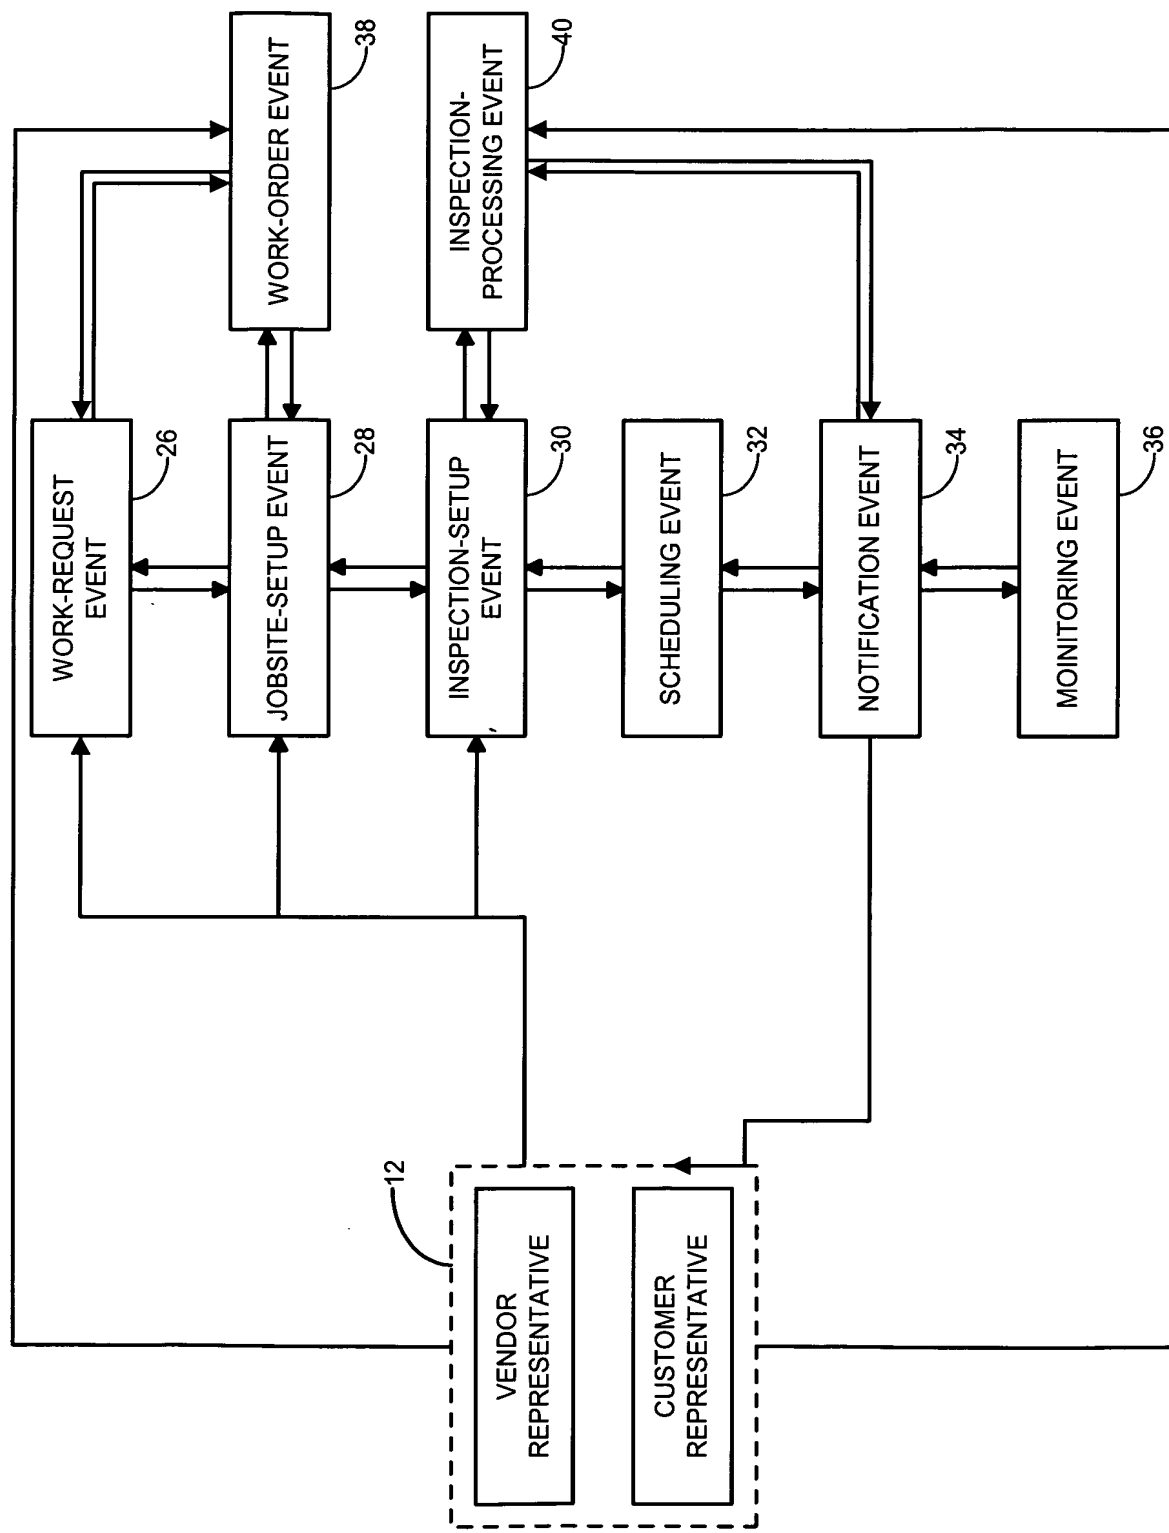 WORK-REQUEST
EVENT
26
JOBSITE-SETUP EVENT
28
INSPECTION-SETUP
EVENT
30
SCHEDULING EVENT
32
NOTIFICATION EVENT
34
MOINITORING EVENT
36
WORK-ORDER EVENT
38
INSPECTION-
PROCESSING EVENT
40
12
VENDOR
REPRESENTATIVE
CUSTOMER
REPRESENTATIVE